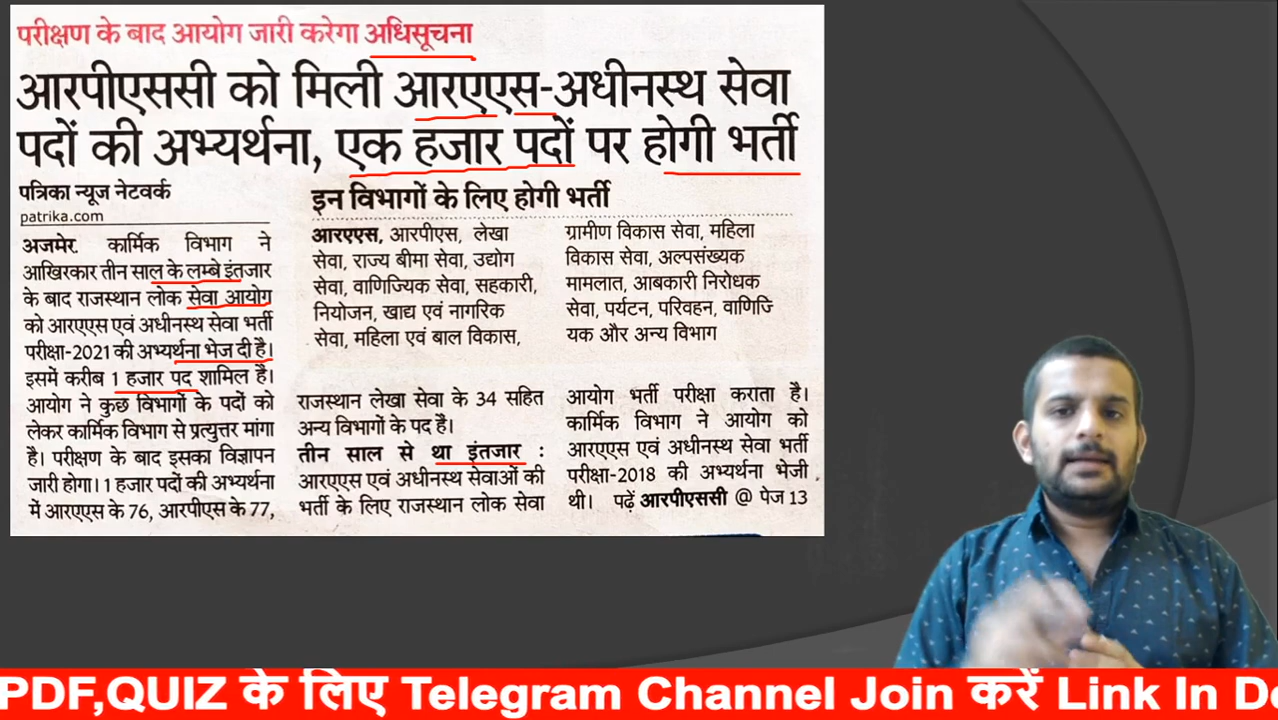 परीक्षण के बाद आयोग जारी करेगा अधिसूचना
आरपीएससी को मिली आरएएस-अधीनस्थ सेवा
पदों की अभ्यर्थना, एक हजार पदों पर होगी भर्ती
पत्रिका न्यूज नेटवर्क
patrika.com
अजमेर. कार्मिक विभाग ने
आखिरकार तीन साल के लम्बे इंतजार
के बाद राजस्थान लोक सेवा आयोग
को आरएएस एवं अधीनस्थ सेवा भर्ती
परीक्षा-2021 की अभ्यर्थना भेज दी है।
इसमें करीब 1 हजार पद शामिल है।
आयोग ने कुछ विभागों के पदों को
लेकर कार्मिक विभाग से प्रत्युत्तर मांगा
है। परीक्षण के बाद इसका विज्ञापन
जारी होगा। 1 हजार पदों की अभ्यर्थना
में आरएएस के 76, आरपीएस के 77,
इन विभागों के लिए होगी भर्ती
आरएएस, आरपीएस, लेखा
सेवा, राज्य बीमा सेवा, उद्योग
सेवा, वाणिज्यिक सेवा, सहकारी,
नियोजन, खाद्य एवं नागरिक
सेवा, महिला एवं बाल विकास,
ग्रामीण विकास सेवा, महिला
विकास सेवा, अल्पसंख्यक
मामलात, आबकारी निरोधक
सेवा, पर्यटन, परिवहन, वाणिज्यि
यक और अन्य विभाग
राजस्थान लेखा सेवा के 34 सहित
अन्य विभागों के पद है।
तीन साल से था इंतजार :
आरएएस एवं अधीनस्थ सेवाओं की
भर्ती के लिए राजस्थान लोक सेवा
आयोग भर्ती परीक्षा कराता है।
कार्मिक विभाग ने आयोग को
आरएएस एवं अधीनस्थ सेवा भर्ती
परीक्षा-2018 की अभ्यर्थना भेजी
थी। पढ़ें आरपीएससी @ पेज 13
PDF,QUIZ के लिए Telegram Channel Join करें Link In De